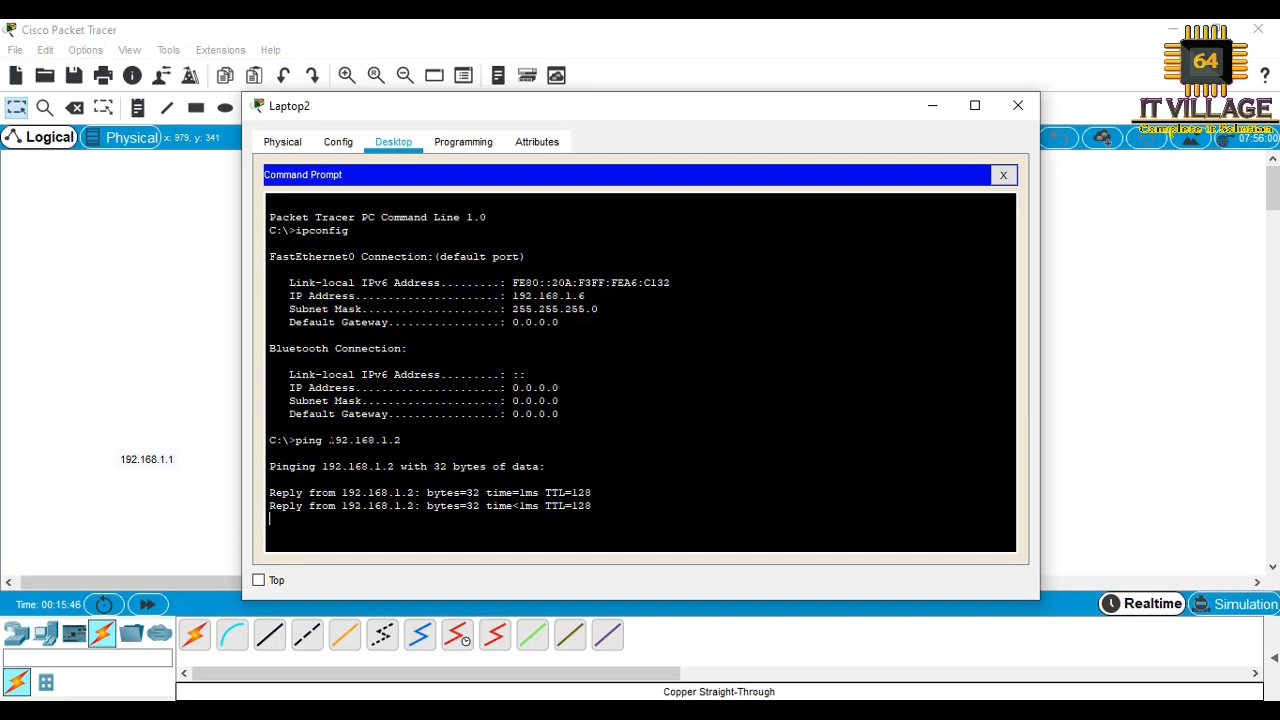 Cisco Packet Tracer
File Edit Options View Tools Extensions Help
64
IT VILLAGE
Complete It Solution
Logical Physical x: 979, y: 341
07:56:00
Laptop2
Physical Config Desktop Programming Attributes
Command Prompt
X
Packet Tracer PC Command Line 1.0
C:\>ipconfig
FastEthernet0 Connection:(default port)
Link-local IPv6 Address.........: FE80::20A:F3FF:FEA6:C132
IP Address......................: 192.168.1.6
Subnet Mask.....................: 255.255.255.0
Default Gateway.................: 0.0.0.0
Bluetooth Connection:
Link-local IPv6 Address.........: ::
IP Address......................: 0.0.0.0
Subnet Mask.....................: 0.0.0.0
Default Gateway.................: 0.0.0.0
C:\>ping 192.168.1.2
Pinging 192.168.1.2 with 32 bytes of data:
Reply from 192.168.1.2: bytes=32 time=1ms TTL=128
Reply from 192.168.1.2: bytes=32 time<1ms TTL=128
192.168.1.1
Top
Time: 00:15:46
Realtime Simulation
Copper Straight-Through